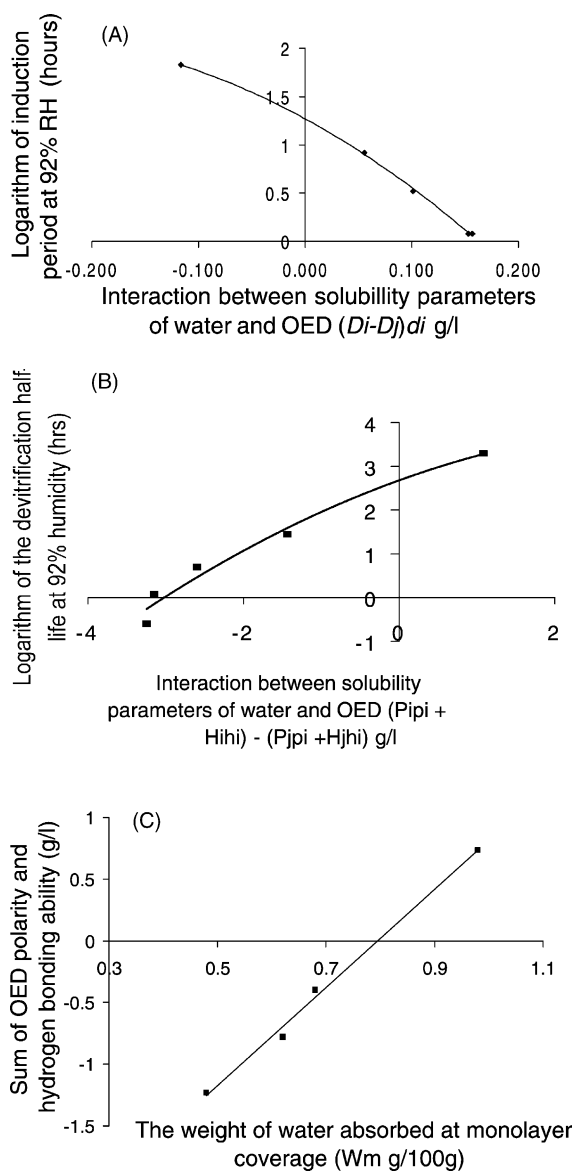 (A)
Logarithm of induction
period at 92% RH (hours)
2
1.5
1
0.5
0
-0.200 -0.100 0.000 0.100 0.200
Interaction between solubillity parameters
of water and OED (Di-Dj)di g/l
(B)
Logarithm of the devitrification half-
life at 92% humidity (hrs)
4
3
2
1
0
-1
-4 -2 0 2
Interaction between solubility
parameters of water and OED (Pipi +
Hihi) - (Pjpi +Hjhi) g/l
(C)
Sum of OED polarity and
hydrogen bonding ability (g/l)
1
0.5
0
-0.5
-1
-1.5
0.3 0.5 0.7 0.9 1.1
The weight of water absorbed at monolayer
coverage (Wm g/100g)